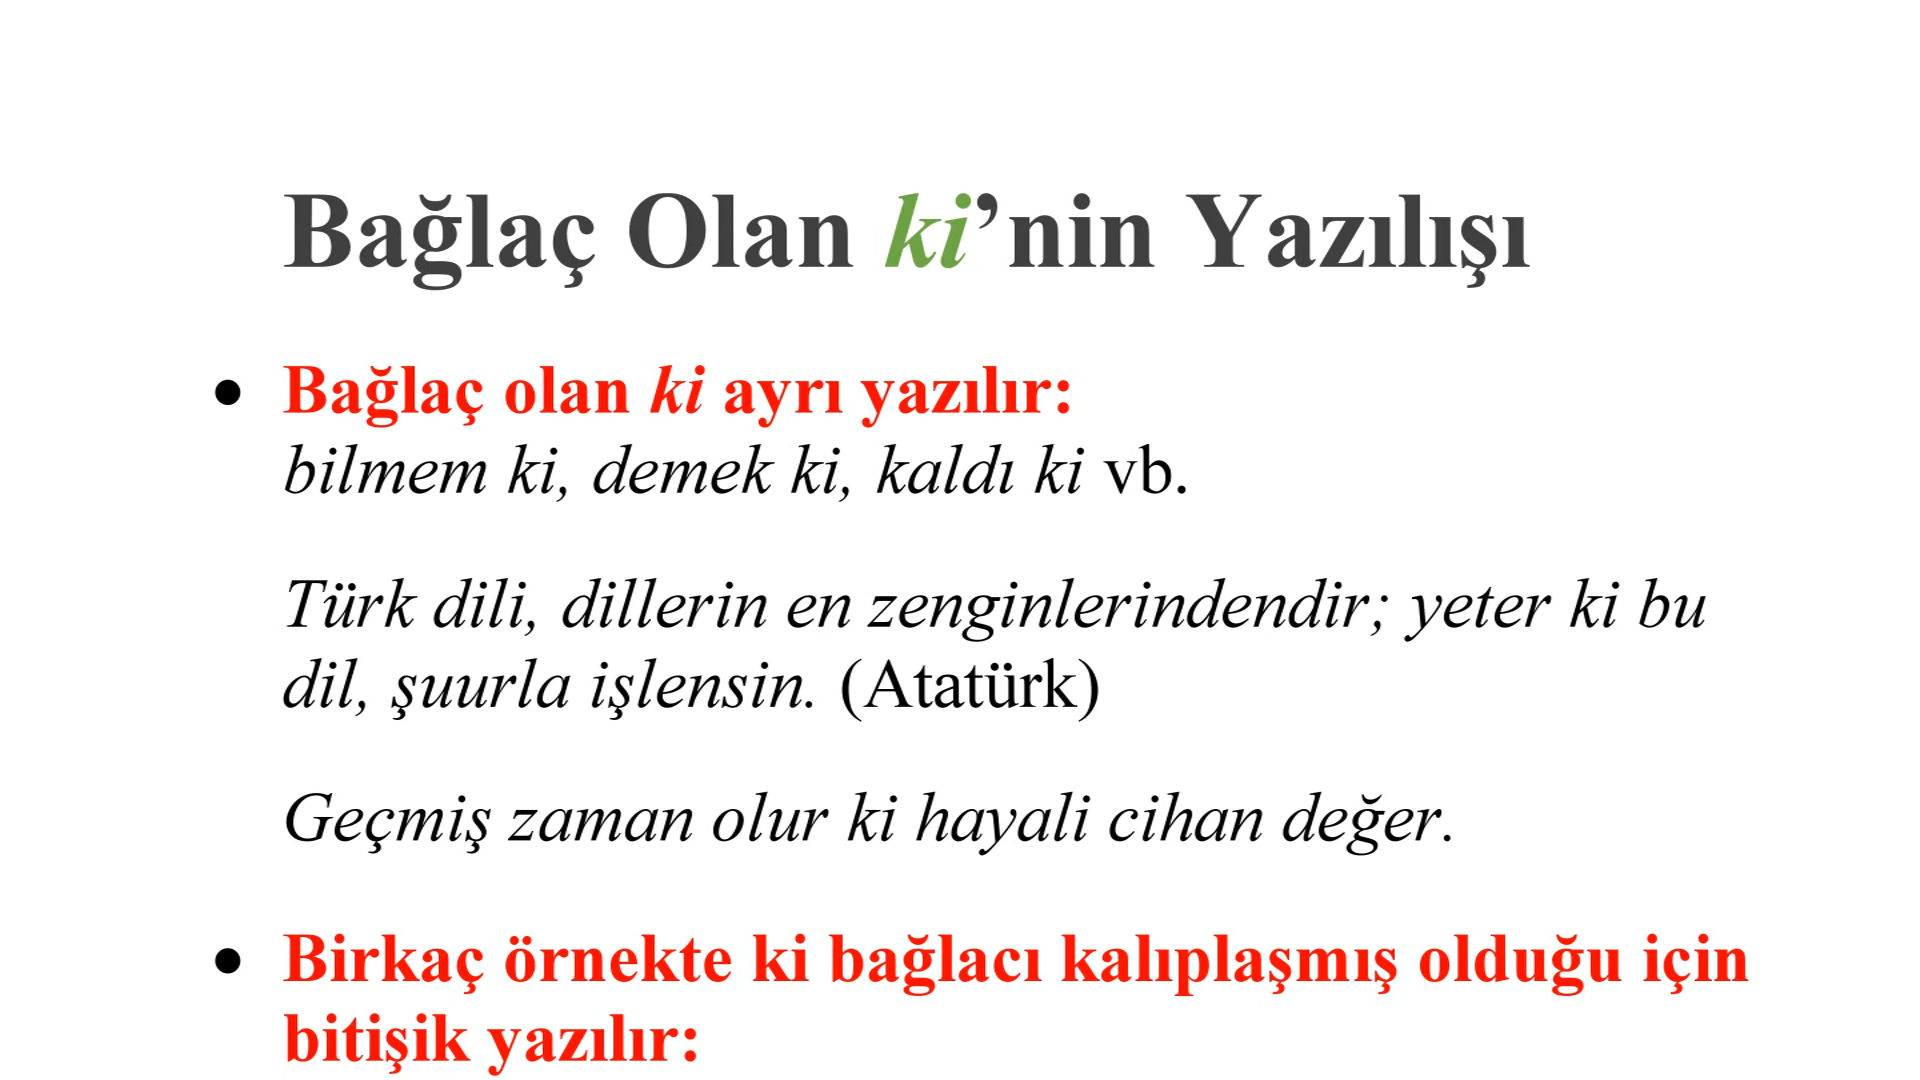 Bağlaç Olan ki’nin Yazılışı
● Bağlaç olan ki ayrı yazılır:
bilmem ki, demek ki, kaldı ki vb.
Türk dili, dillerin en zenginlerindendir; yeter ki bu
dil, şuurla işlensin. (Atatürk)
Geçmiş zaman olur ki hayali cihan değer.
● Birkaç örnekte ki bağlacı kalıplaşmış olduğu için
bitişik yazılır: